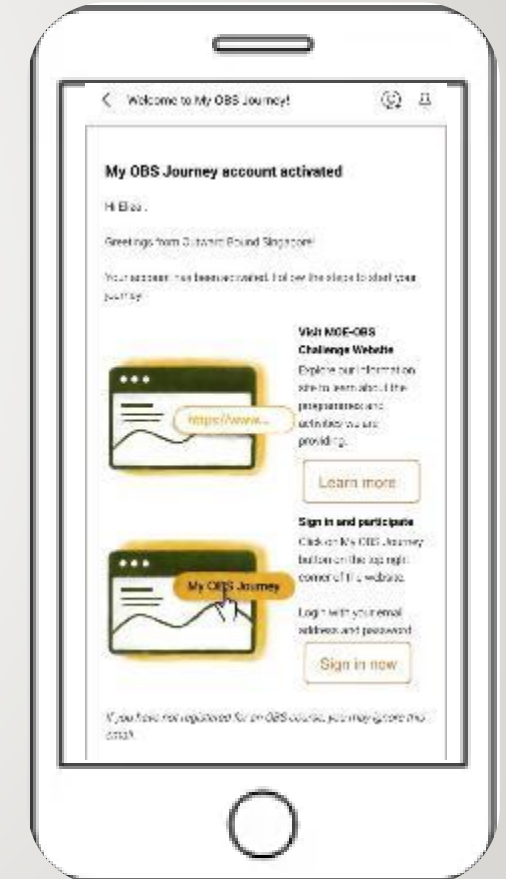 Welcome to My OBS Journey!
My OBS Journey account activated
Hi Eliza,
Greetings from Outward Bound Singapore!
Your account has been activated. Follow the steps to start your
journey!
Visit MOE-OBS
Challenge Website
Explore our information
site to learn about the
programmes and
activities we are
providing.
https://www...
Learn more
Sign in and participate
Click on My OBS Journey
button on the top right
corner of the website.
My OBS Journey
Login with your email
address and password
Sign in now
If you have not registered for an OBS course, you may ignore this
email.